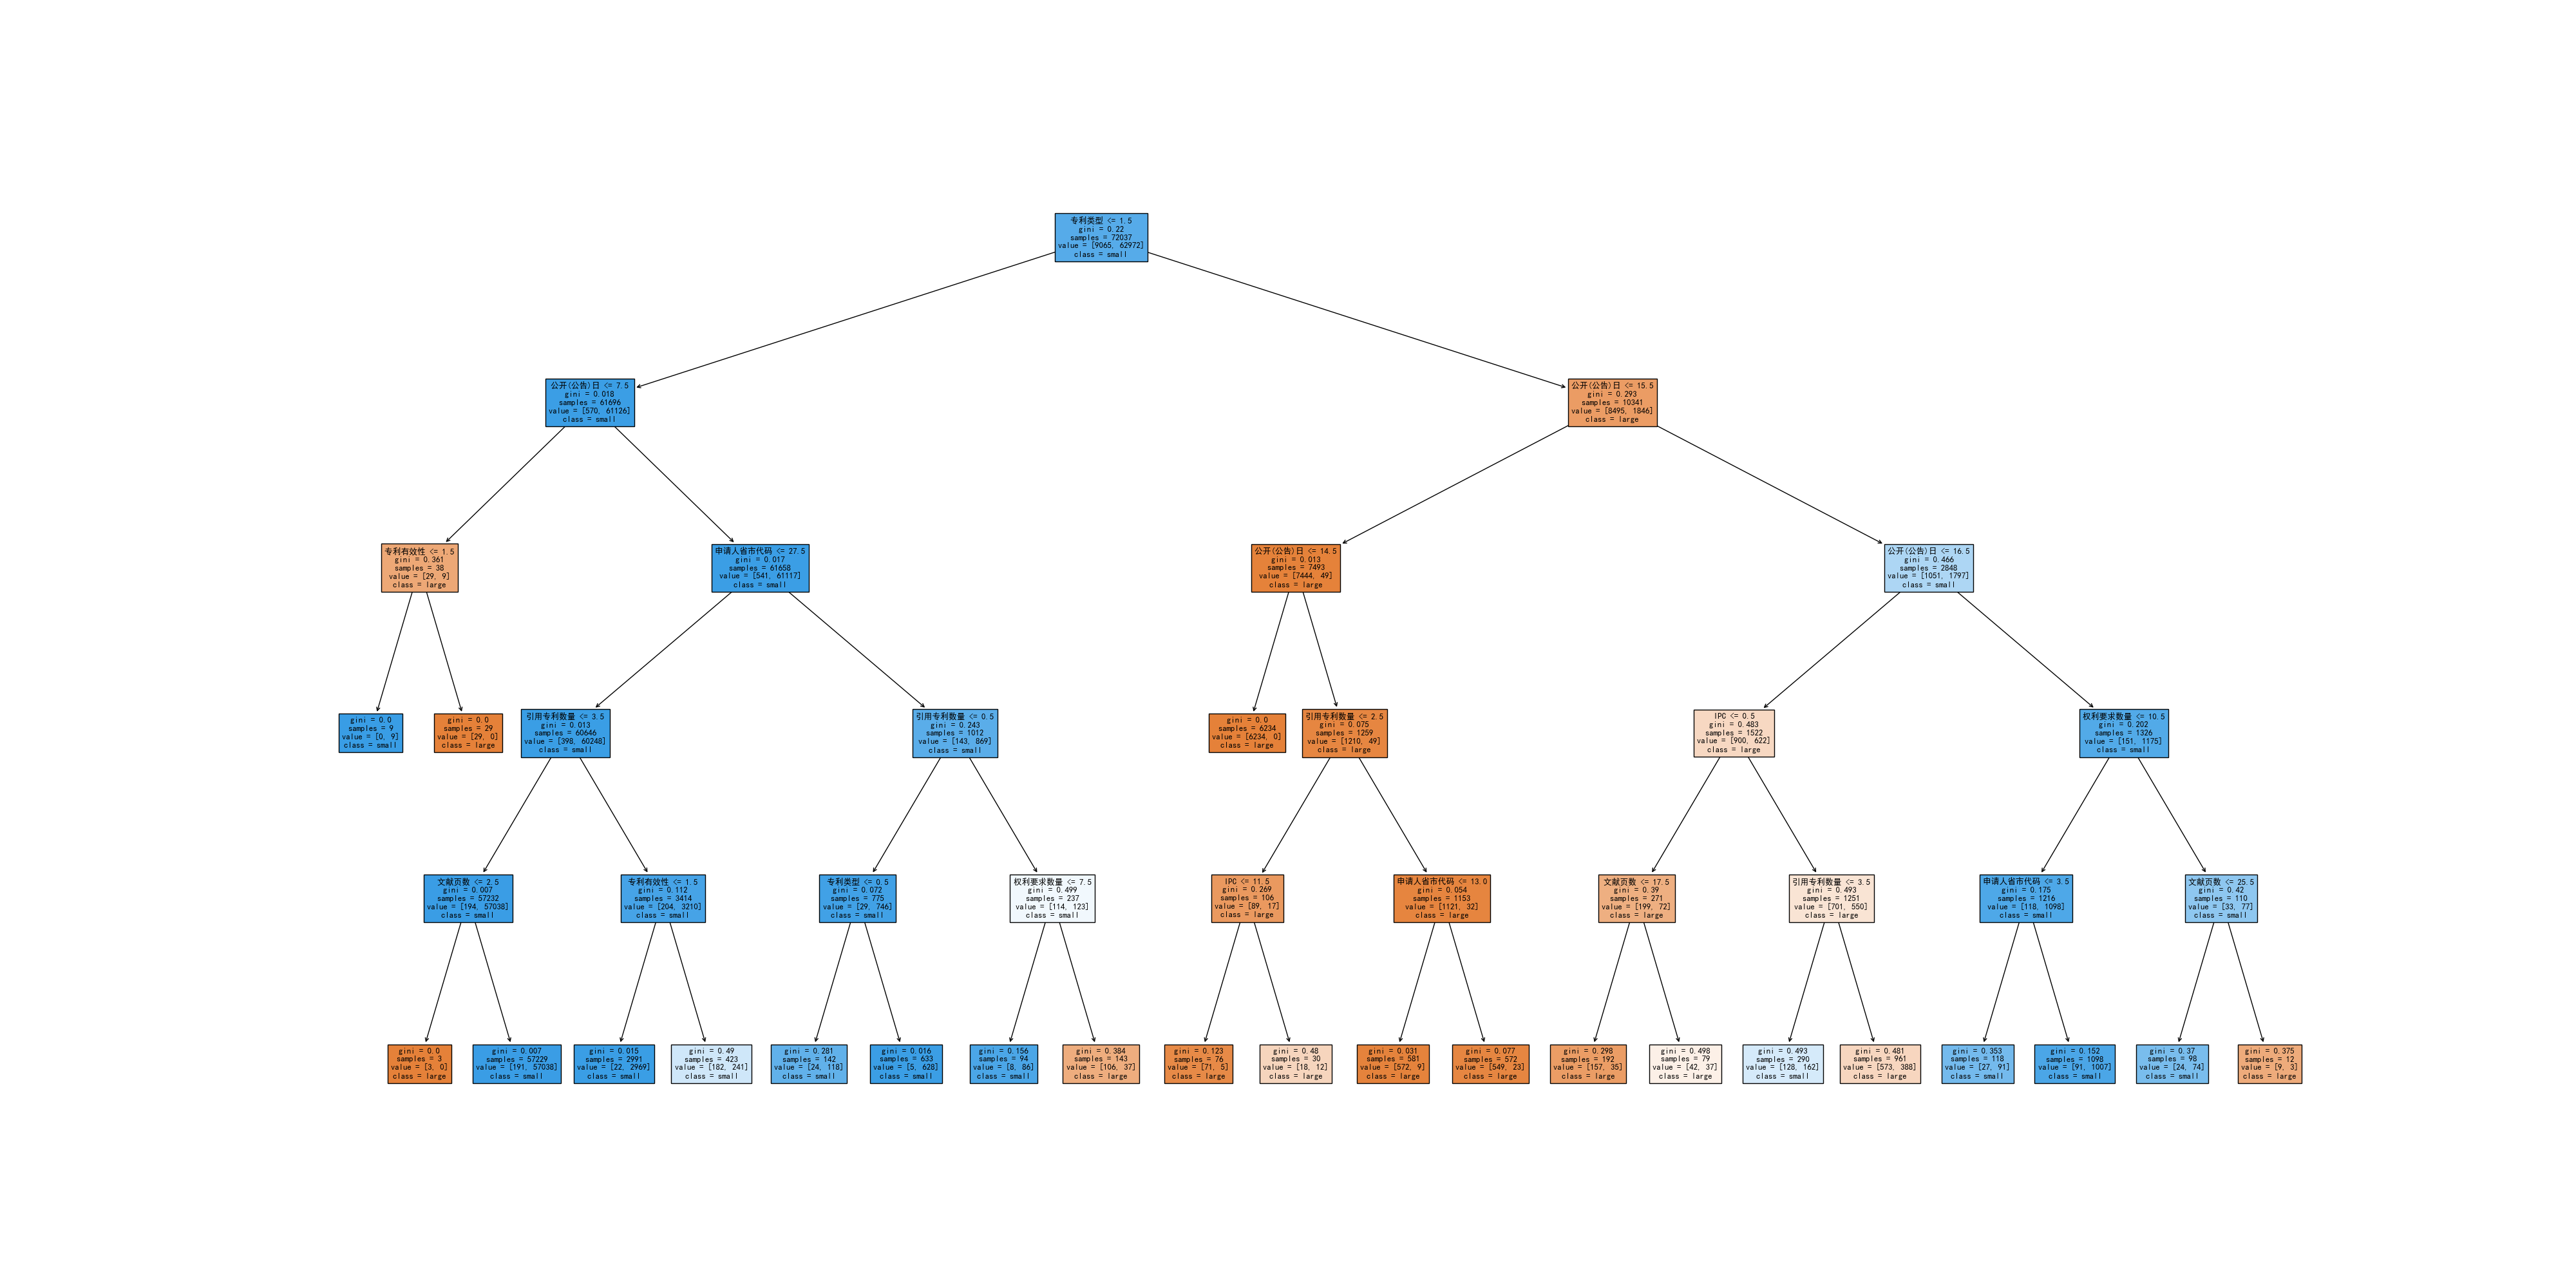 专利类型 <= 1.5
gini = 0.22
samples = 72037
value = [9065, 62972]
class = small
公开(公告)日 <= 7.5
gini = 0.018
samples = 61696
value = [570, 61126]
class = small
公开(公告)日 <= 15.5
gini = 0.293
samples = 10341
value = [8495, 1846]
class = large
专利有效性 <= 1.5
gini = 0.361
samples = 38
value = [29, 9]
class = large
申请人省市代码 <= 27.5
gini = 0.017
samples = 61658
value = [541, 61117]
class = small
公开(公告)日 <= 14.5
gini = 0.013
samples = 7493
value = [7444, 49]
class = large
公开(公告)日 <= 16.5
gini = 0.466
samples = 2848
value = [1051, 1797]
class = small
gini = 0.0
samples = 9
value = [0, 9]
class = small
gini = 0.0
samples = 29
value = [29, 0]
class = large
引用专利数量 <= 3.5
gini = 0.013
samples = 60646
value = [398, 60248]
class = small
引用专利数量 <= 0.5
gini = 0.243
samples = 1012
value = [143, 869]
class = small
gini = 0.0
samples = 6234
value = [6234, 0]
class = large
引用专利数量 <= 2.5
gini = 0.075
samples = 1259
value = [1210, 49]
class = large
IPC <= 0.5
gini = 0.483
samples = 1522
value = [900, 622]
class = large
权利要求数量 <= 10.5
gini = 0.202
samples = 1326
value = [151, 1175]
class = small
文献页数 <= 2.5
gini = 0.007
samples = 57232
value = [194, 57038]
class = small
专利有效性 <= 1.5
gini = 0.112
samples = 3414
value = [204, 3210]
class = small
专利类型 <= 0.5
gini = 0.072
samples = 775
value = [29, 746]
class = small
权利要求数量 <= 7.5
gini = 0.499
samples = 237
value = [114, 123]
class = small
IPC <= 11.5
gini = 0.269
samples = 106
value = [89, 17]
class = large
申请人省市代码 <= 13.0
gini = 0.054
samples = 1153
value = [1121, 32]
class = large
文献页数 <= 17.5
gini = 0.39
samples = 271
value = [199, 72]
class = large
引用专利数量 <= 3.5
gini = 0.493
samples = 1251
value = [701, 550]
class = large
申请人省市代码 <= 3.5
gini = 0.175
samples = 1216
value = [118, 1098]
class = small
文献页数 <= 25.5
gini = 0.42
samples = 110
value = [33, 77]
class = small
gini = 0.0
samples = 3
value = [3, 0]
class = large
gini = 0.007
samples = 57229
value = [191, 57038]
class = small
gini = 0.015
samples = 2991
value = [22, 2969]
class = small
gini = 0.49
samples = 423
value = [182, 241]
class = small
gini = 0.281
samples = 142
value = [24, 118]
class = small
gini = 0.016
samples = 633
value = [5, 628]
class = small
gini = 0.156
samples = 94
value = [8, 86]
class = small
gini = 0.384
samples = 143
value = [106, 37]
class = large
gini = 0.123
samples = 76
value = [71, 5]
class = large
gini = 0.48
samples = 30
value = [18, 12]
class = large
gini = 0.031
samples = 581
value = [572, 9]
class = large
gini = 0.077
samples = 572
value = [549, 23]
class = large
gini = 0.298
samples = 192
value = [157, 35]
class = large
gini = 0.498
samples = 79
value = [42, 37]
class = large
gini = 0.493
samples = 290
value = [128, 162]
class = small
gini = 0.481
samples = 961
value = [573, 388]
class = large
gini = 0.353
samples = 118
value = [27, 91]
class = small
gini = 0.152
samples = 1098
value = [91, 1007]
class = small
gini = 0.37
samples = 98
value = [24, 74]
class = small
gini = 0.375
samples = 12
value = [9, 3]
class = large